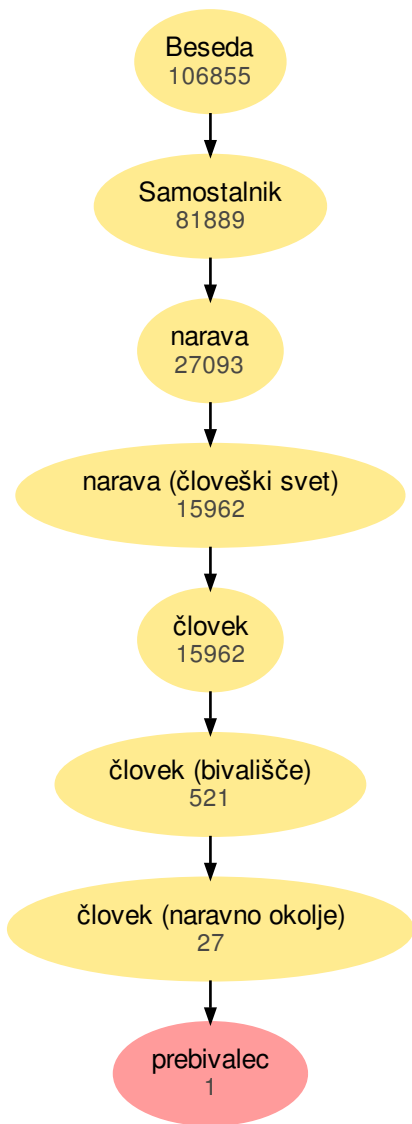 Beseda
106855
Samostalnik
81889
narava
27093
narava (človeški svet)
15962
človek
15962
človek (bivališče)
521
človek (naravno okolje)
27
prebivalec
1